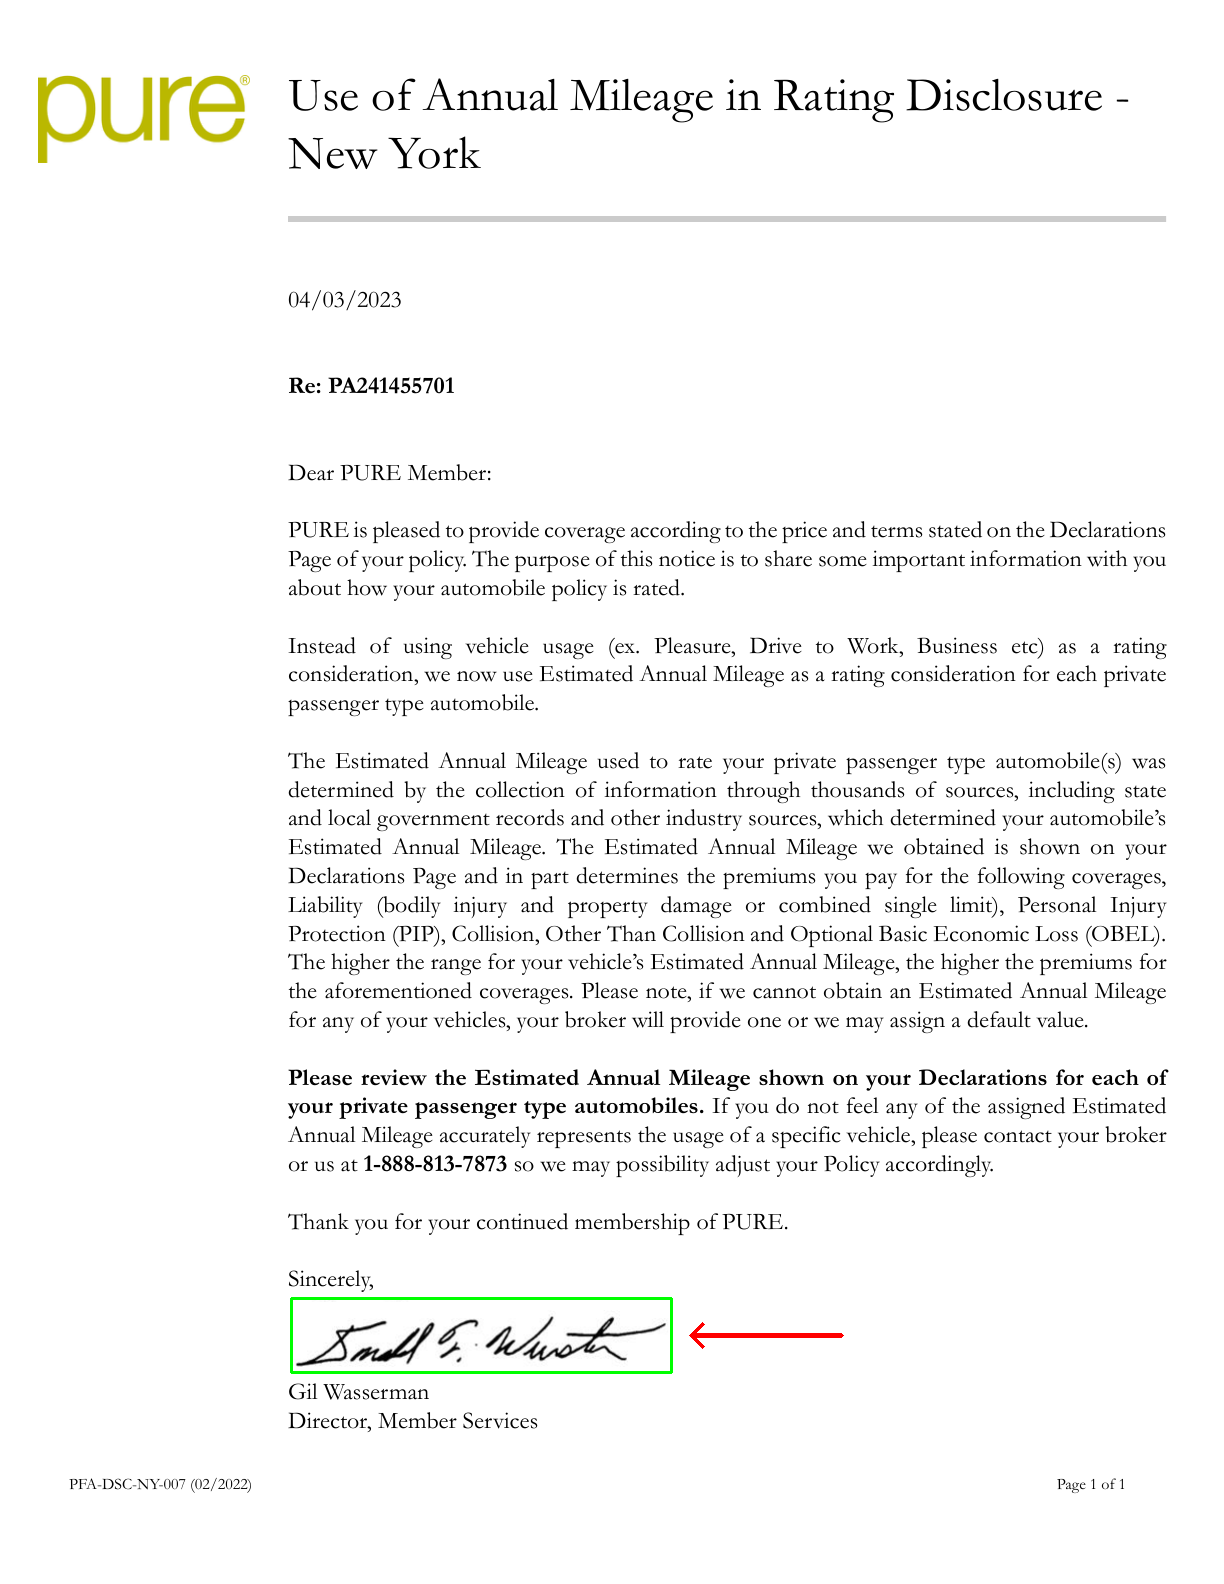 pure®
Use of Annual Mileage in Rating Disclosure -
New York
04/03/2023
Re: PA241455701
Dear PURE Member:
PURE is pleased to provide coverage according to the price and terms stated on the Declarations
Page of your policy. The purpose of this notice is to share some important information with you
about how your automobile policy is rated.
Instead of using vehicle usage (ex. Pleasure, Drive to Work, Business etc) as a rating
consideration, we now use Estimated Annual Mileage as a rating consideration for each private
passenger type automobile.
The Estimated Annual Mileage used to rate your private passenger type automobile(s) was
determined by the collection of information through thousands of sources, including state
and local government records and other industry sources, which determined your automobile’s
Estimated Annual Mileage. The Estimated Annual Mileage we obtained is shown on your
Declarations Page and in part determines the premiums you pay for the following coverages,
Liability (bodily injury and property damage or combined single limit), Personal Injury
Protection (PIP), Collision, Other Than Collision and Optional Basic Economic Loss (OBEL).
The higher the range for your vehicle’s Estimated Annual Mileage, the higher the premiums for
the aforementioned coverages. Please note, if we cannot obtain an Estimated Annual Mileage
for any of your vehicles, your broker will provide one or we may assign a default value.
Please review the Estimated Annual Mileage shown on your Declarations for each of
your private passenger type automobiles. If you do not feel any of the assigned Estimated
Annual Mileage accurately represents the usage of a specific vehicle, please contact your broker
or us at 1-888-813-7873 so we may possibility adjust your Policy accordingly.
Thank you for your continued membership of PURE.
Sincerely,
Gil Wasserman
Director, Member Services
PFA-DSC-NY-007 (02/2022)
Page 1 of 1